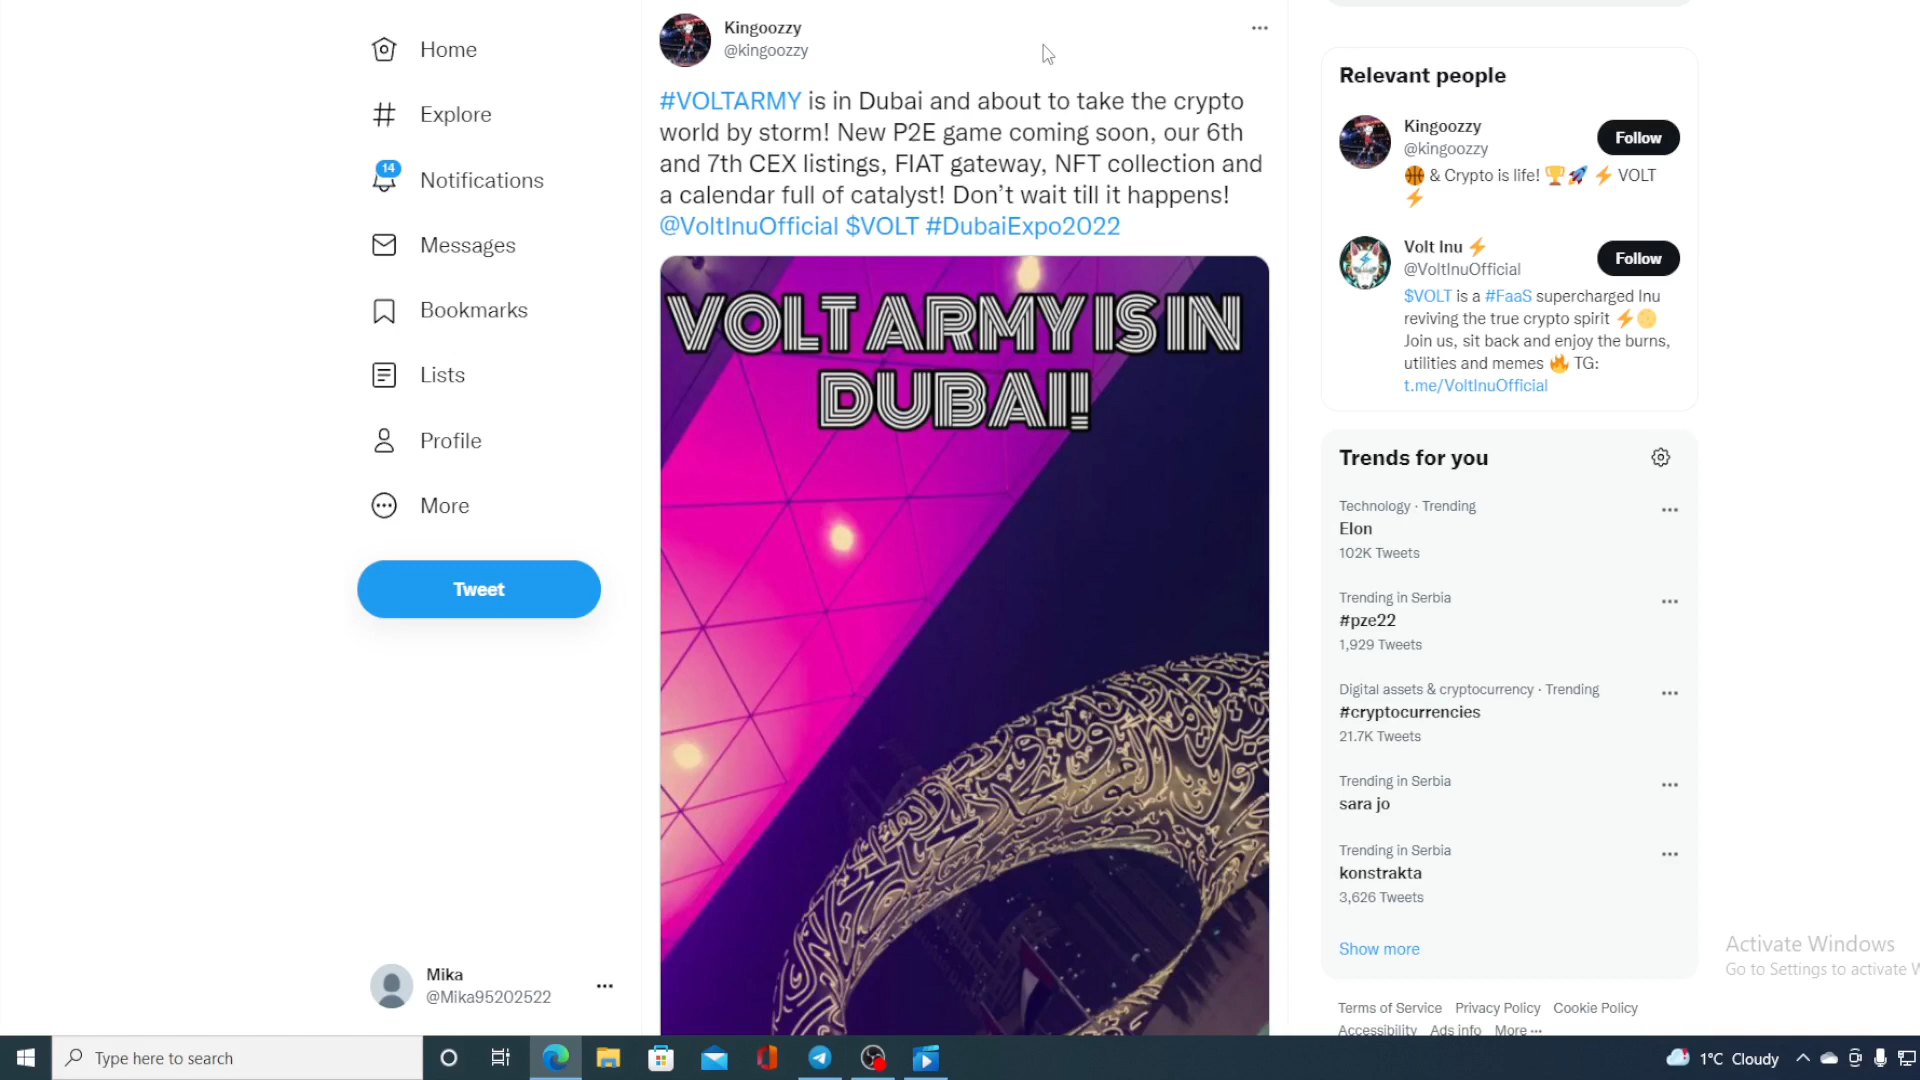 Home
Explore
14
Notifications
Messages
Bookmarks
Lists
Profile
More
Tweet
Mika
@Mika95202522
Kingoozzy
@kingoozzy
#VOLTARMY is in Dubai and about to take the crypto
world by storm! New P2E game coming soon, our 6th
and 7th CEX listings, FIAT gateway, NFT collection and
a calendar full of catalyst! Don’t wait till it happens!
@VoltInuOfficial $VOLT #DubaiExpo2022
VOLT ARMY IS IN
DUBAI!
Relevant people
Kingoozzy
@kingoozzy
Follow
& Crypto is life! 🏆🚀 ⚡ VOLT
⚡
Volt Inu ⚡
@VoltInuOfficial
Follow
$VOLT is a #FaaS supercharged Inu
reviving the true crypto spirit ⚡🌕
Join us, sit back and enjoy the burns,
utilities and memes 🔥 TG:
t.me/VoltInuOfficial
Trends for you
Technology · Trending
Elon
102K Tweets
Trending in Serbia
#pze22
1,929 Tweets
Digital assets & cryptocurrency · Trending
#cryptocurrencies
21.7K Tweets
Trending in Serbia
sara jo
Trending in Serbia
konstrakta
3,626 Tweets
Show more
Terms of Service Privacy Policy Cookie Policy
Accessibility Ads info More ···
Activate Windows
Go to Settings to activate W
Type here to search
1°C Cloudy